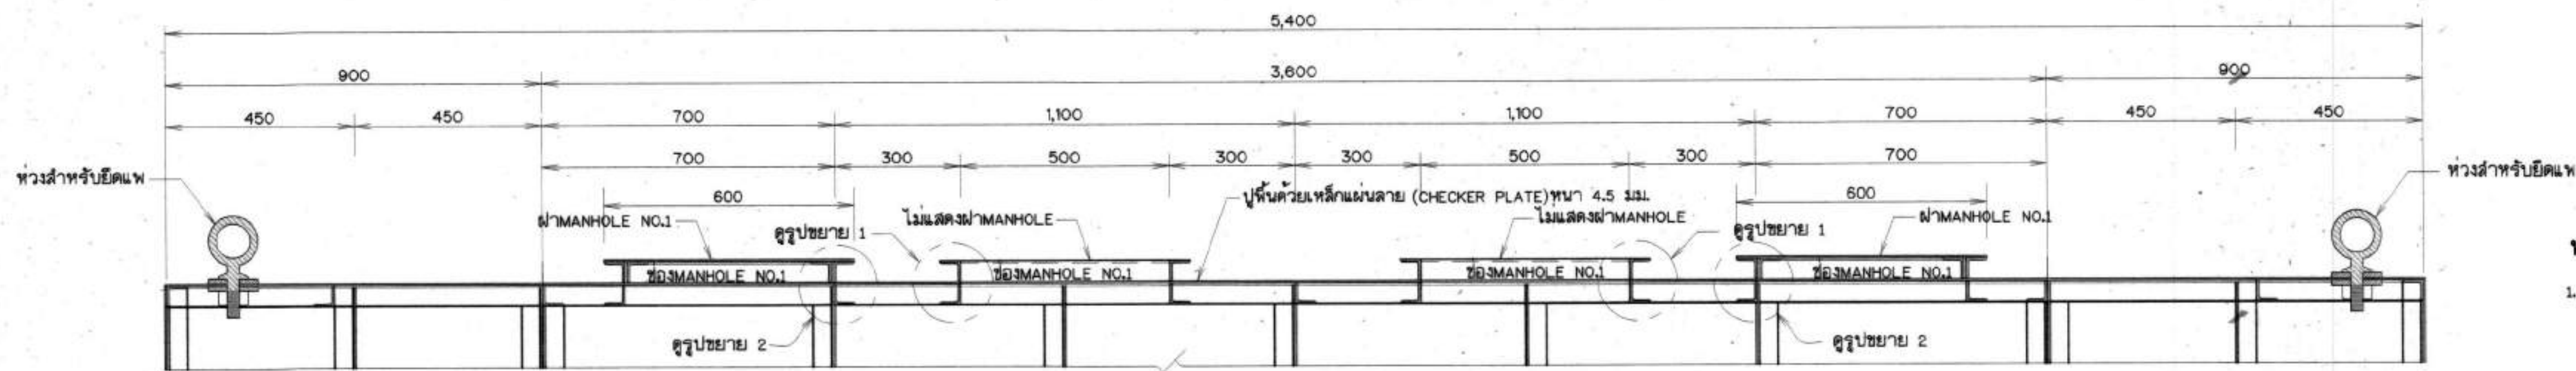 5,400
900 3,600 900
450 450 700 1,100 1,100 700 450 450
700 300 500 300 300 500 300 700
ห่วงสำหรับยึดแพ ห่วงสำหรับยึดแพ
600 ปูพื้นด้วยเหล็กแผ่นลาย (CHECKER PLATE)หนา 4.5 มม. 600
ฝาMANHOLE NO.1 ไม่แสดงฝาMANHOLE ไม่แสดงฝาMANHOLE ฝาMANHOLE NO.1
ดูรูปขยาย 1 ดูรูปขยาย 1
ช่องMANHOLE NO.1 ช่องMANHOLE NO.1 ช่องMANHOLE NO.1 ช่องMANHOLE NO.1
1.
ดูรูปขยาย 2 ดูรูปขยาย 2